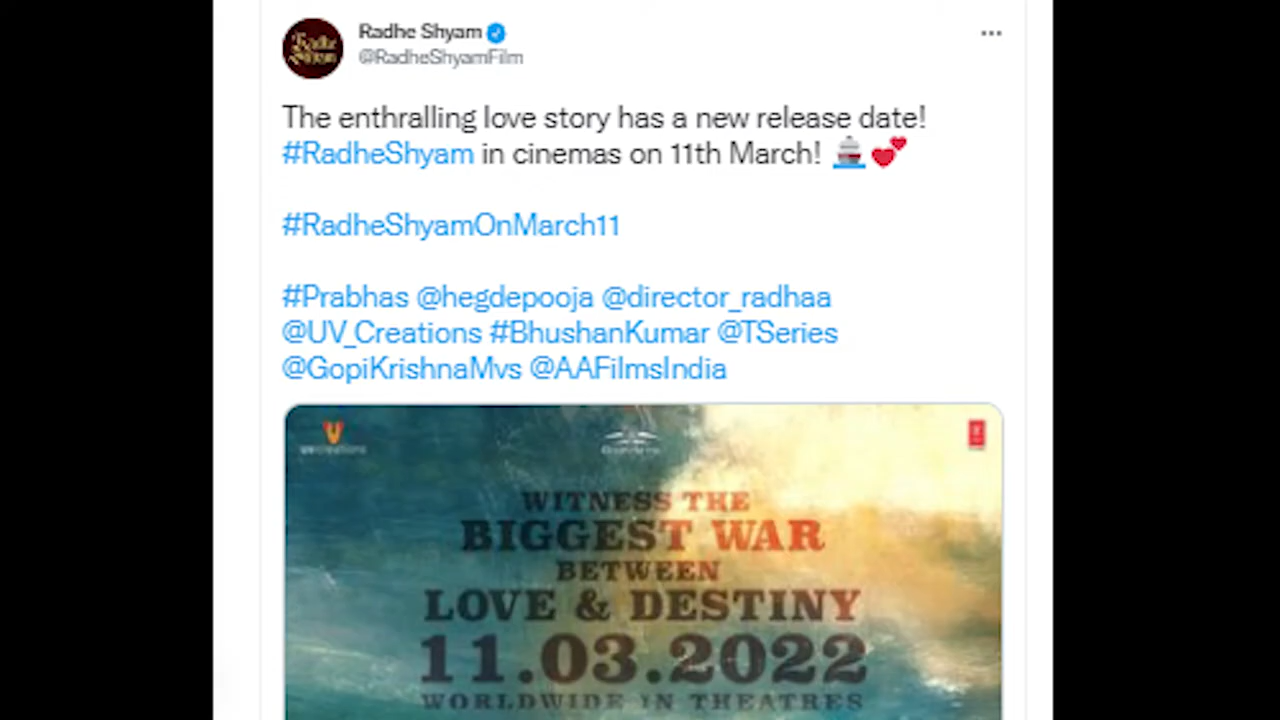 Radhe Shyam
@RadheShyamFilm
The enthralling love story has a new release date!
#RadheShyam in cinemas on 11th March! 🛳️💕
#RadheShyamOnMarch11
#Prabhas @hegdepooja @director_radhaa
@UV_Creations #BhushanKumar @TSeries
@GopiKrishnaMvs @AAFilmsIndia
WITNESS THE
BIGGEST WAR
BETWEEN
LOVE & DESTINY
11.03.2022
WORLDWIDE IN THEATRES